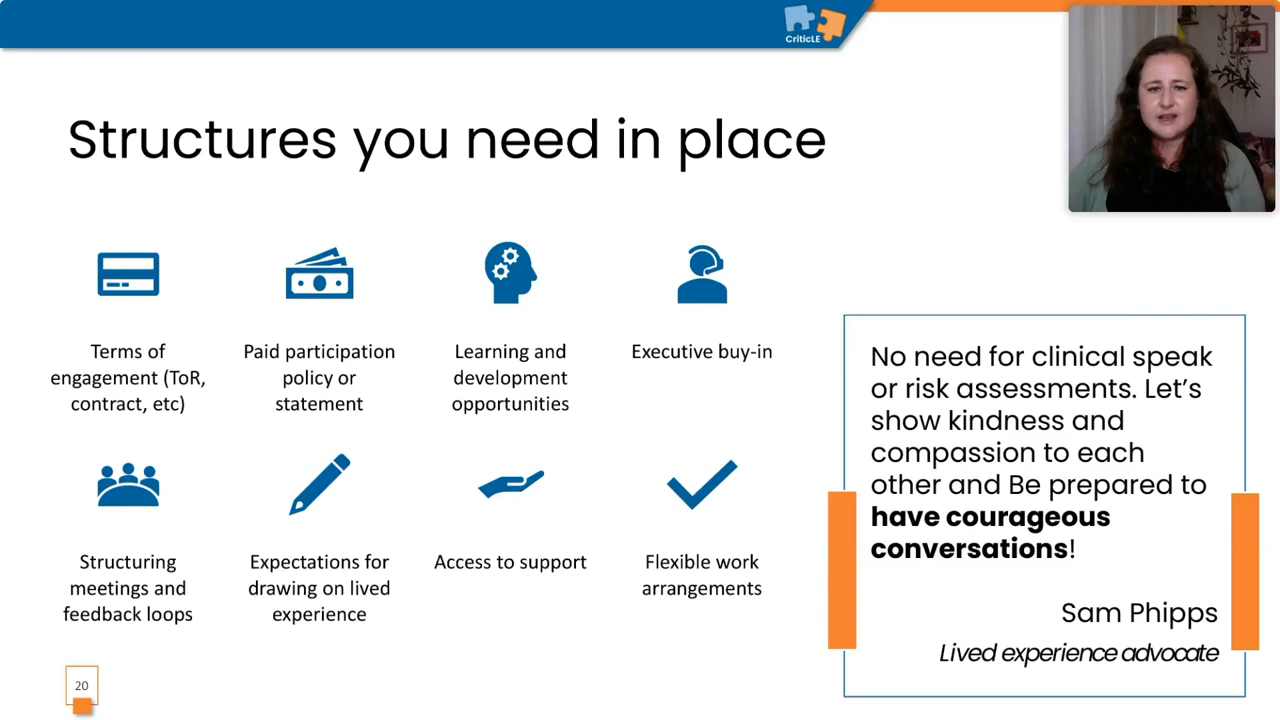 CriticLE
Structures you need in place
Terms of
engagement (ToR,
contract, etc)
Paid participation
policy or
statement
Learning and
development
opportunities
Executive buy-in
Structuring
meetings and
feedback loops
Expectations for
drawing on lived
experience
Access to support
Flexible work
arrangements
No need for clinical speak
or risk assessments. Let’s
show kindness and
compassion to each
other and Be prepared to
have courageous
conversations!
Sam Phipps
Lived experience advocate
20